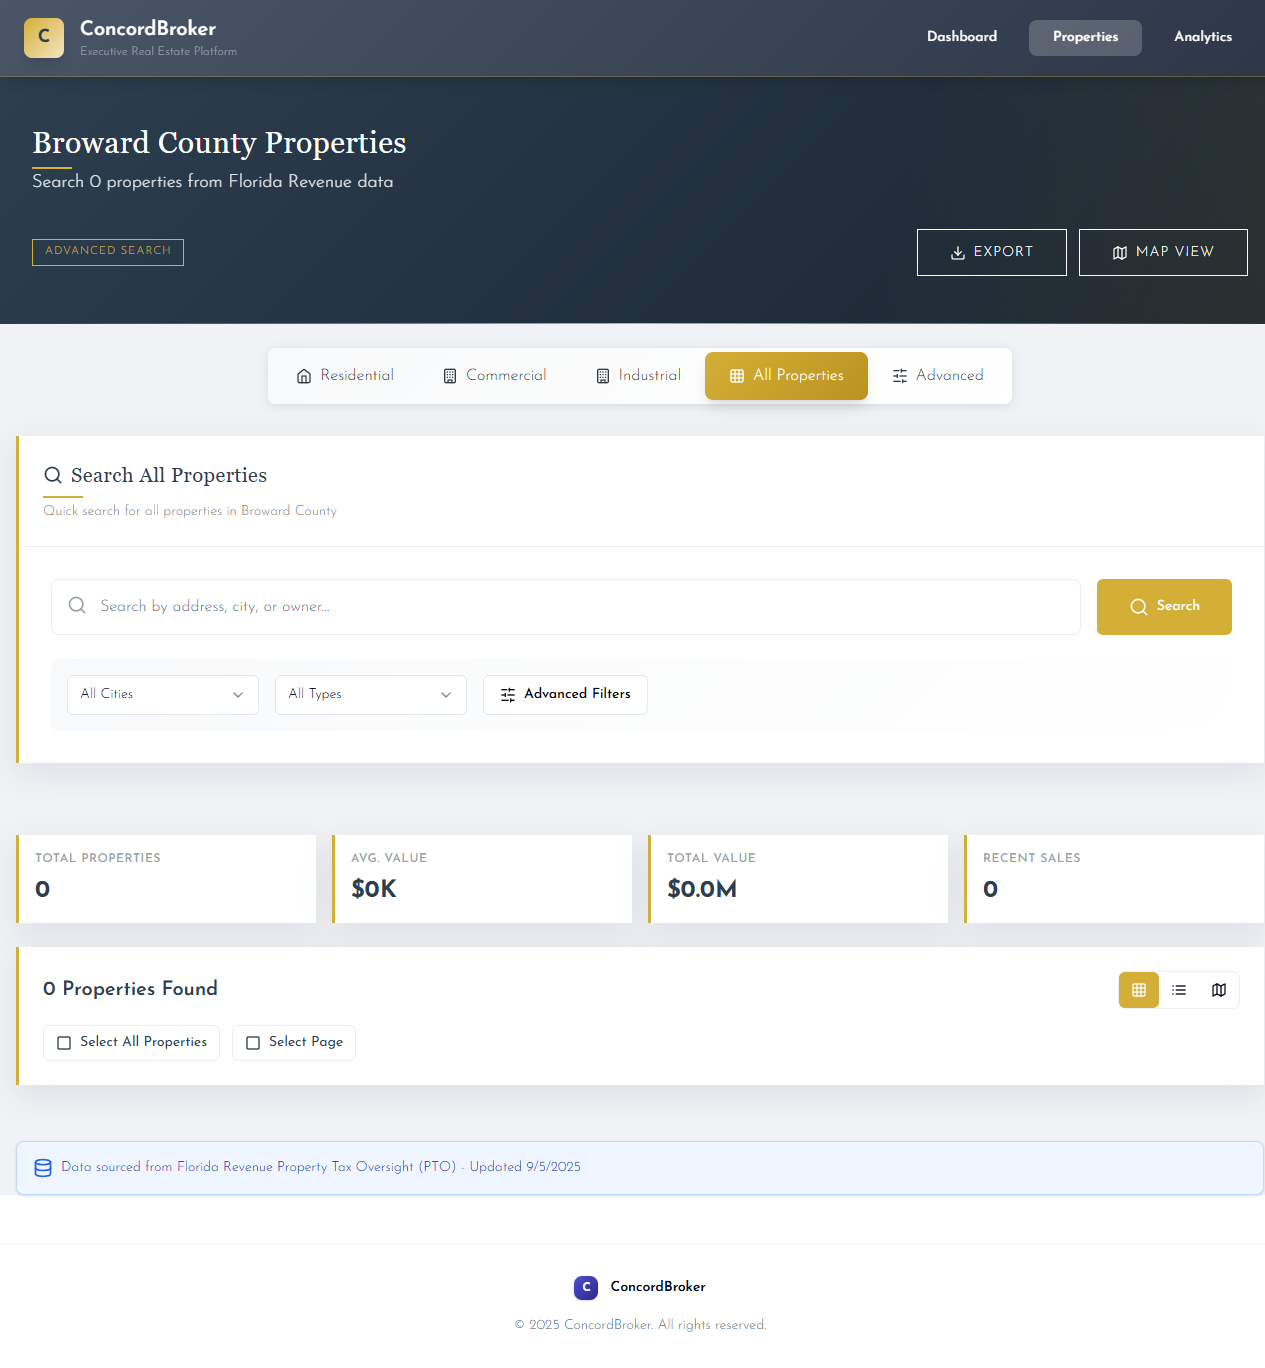 C
ConcordBroker
Executive Real Estate Platform
Dashboard
Properties
Analytics
Broward County Properties
Search 0 properties from Florida Revenue data
ADVANCED SEARCH
EXPORT
MAP VIEW
Residential
Commercial
Industrial
All Properties
Advanced
Search All Properties
Quick search for all properties in Broward County
Search by address, city, or owner...
Search
All Cities
All Types
Advanced Filters
TOTAL PROPERTIES
0
AVG. VALUE
$0K
TOTAL VALUE
$0.0M
RECENT SALES
0
0 Properties Found
Select All Properties
Select Page
Data sourced from Florida Revenue Property Tax Oversight (PTO) - Updated 9/5/2025
C
ConcordBroker
© 2025 ConcordBroker. All rights reserved.